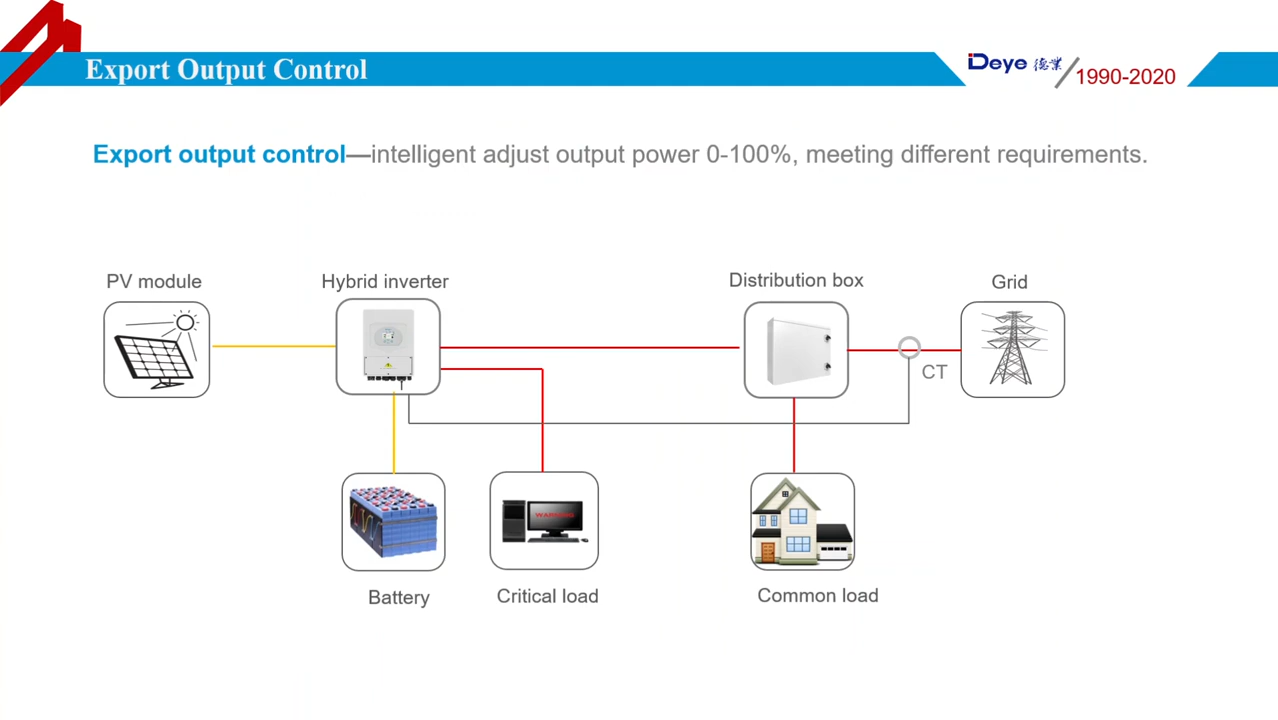 Export Output Control
Deye 德業
1990-2020
Export output control—intelligent adjust output power 0-100%, meeting different requirements.
PV module
Hybrid inverter
Distribution box
Grid
CT
WARNING
Battery
Critical load
Common load